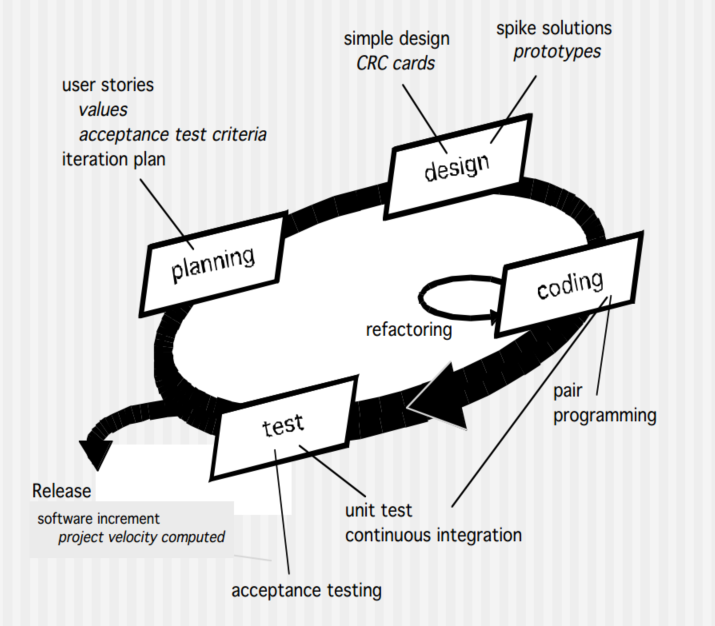 spike solutions
prototypes
simple design
CRC cards
user stories
values
acceptance test criteria
iteration plan
design
planning
coding
refactoring
test
pair
programming
Release
software increment
project velocity computed
unit test
continuous integration
acceptance testing